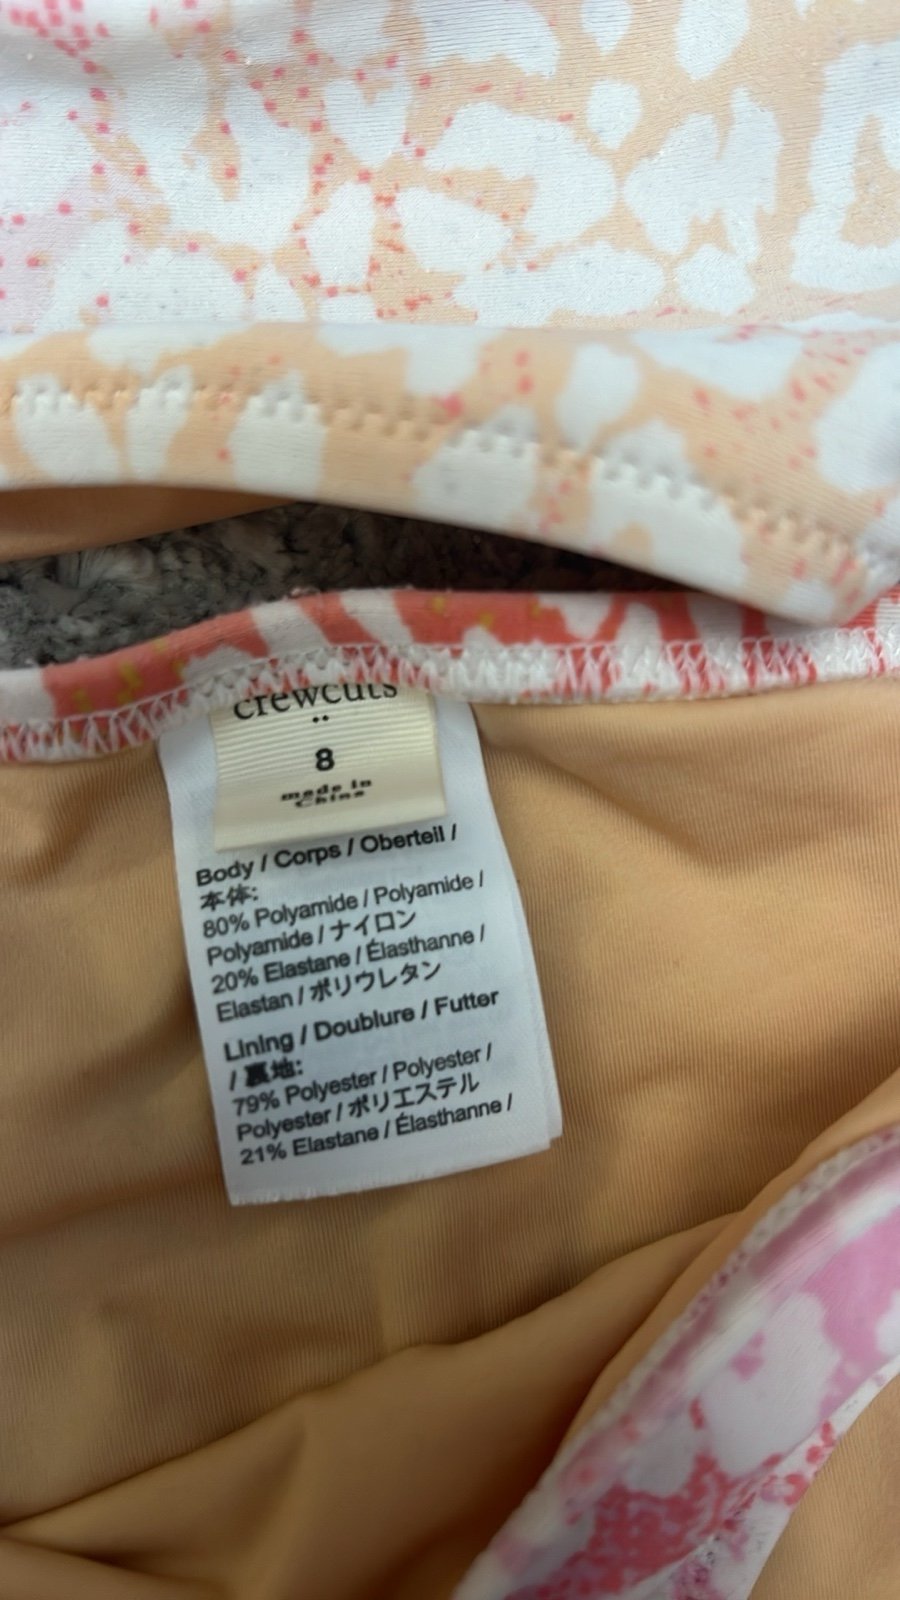 crewcuts
8
made in
China
Body / Corps / Oberteil /
本体:
80% Polyamide / Polyamide /
Polyamide / ナイロン
20% Elastane / Élasthanne /
Elastan / ポリウレタン
Lining / Doublure / Futter
/ 裏地:
79% Polyester / Polyester /
Polyester / ポリエステル
21% Elastane / Élasthanne /